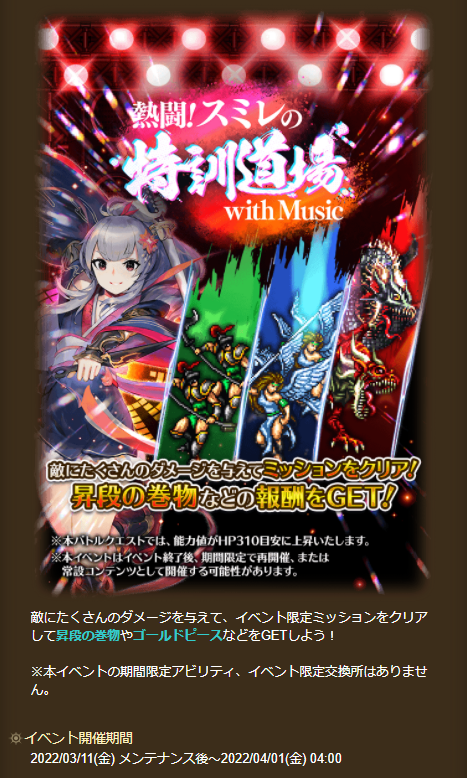 熱闘!スミレの
特訓道場
with Music
敵にたくさんのダメージを与えてミッションをクリア!
昇段の巻物などの報酬をGET!
※本バトルクエストでは、能力値がHP310目安に上昇いたします。
※本イベントはイベント終了後、期間限定で再開催、または
常設コンテンツとして開催する可能性があります。
敵にたくさんのダメージを与えて、イベント限定ミッションをクリア
して昇段の巻物やゴールドピースなどをGETしよう！
※本イベントの期間限定アビリティ、イベント限定交換所はありませ
ん。
イベント開催期間
2022/03/11(金) メンテナンス後～2022/04/01(金) 04:00